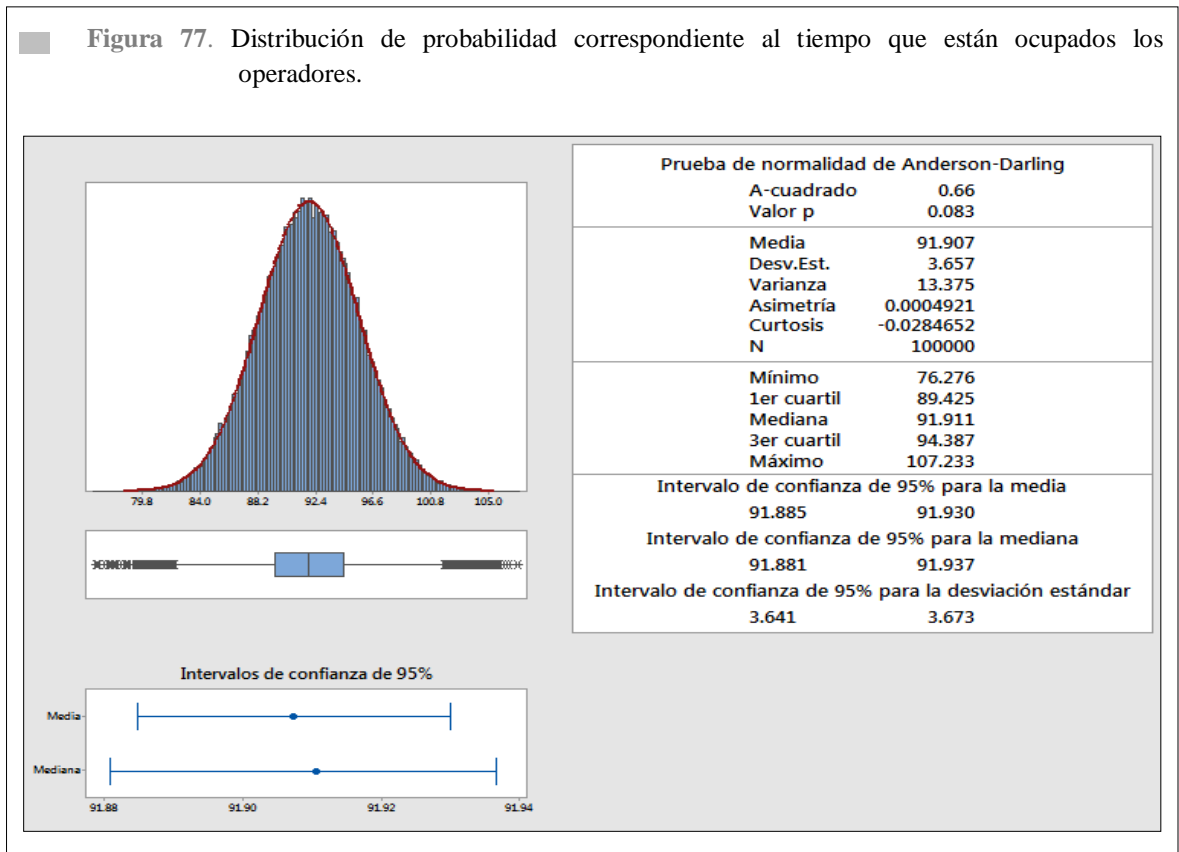 Figura 77. Distribución de probabilidad correspondiente al tiempo que están ocupados los
operadores.
79.8 84.0 88.2 92.4 96.6 100.8 105.0
Intervalos de confianza de 95%
Media
Mediana
91.88 91.90 91.92 91.94
Prueba de normalidad de Anderson-Darling
A-cuadrado 0.66
Valor p 0.083
Media 91.907
Desv.Est. 3.657
Varianza 13.375
Asimetría 0.0004921
Curtosis -0.0284652
N 100000
Mínimo 76.276
1er cuartil 89.425
Mediana 91.911
3er cuartil 94.387
Máximo 107.233
Intervalo de confianza de 95% para la media
91.885 91.930
Intervalo de confianza de 95% para la mediana
91.881 91.937
Intervalo de confianza de 95% para la desviación estándar
3.641 3.673